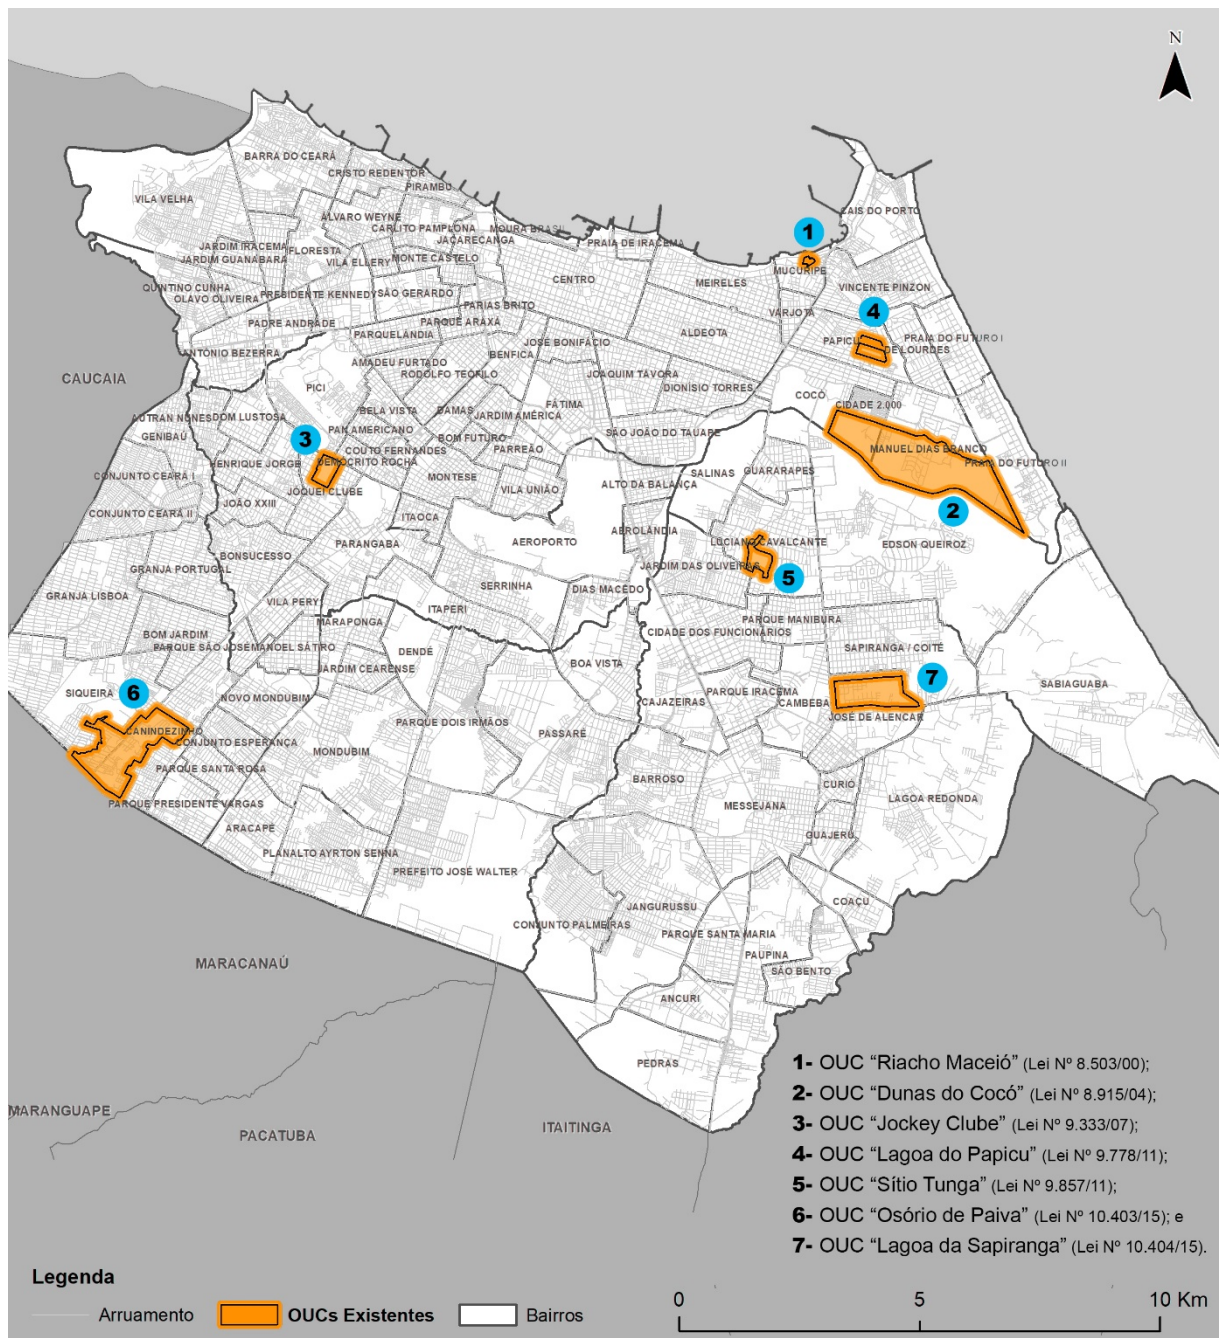 N
BARRA DO CEARÁ
CRISTO REDENTOR
PIRAMBU
VILA VELHA
CAIS DO PORTO
ÁLVARO WEYNE
CARLITO PAMPLONA
MOURA BRASIL
JACARECANGA
PRAIA DE IRACEMA
1
JARDIM IRACEMA
FLORESTA
JARDIM GUANABARA
VILA ELLERY
MONTE CASTELO
MUCURIPE
CENTRO
MEIRELES
VINCENTE PINZON
QUINTINO CUNHA
OLAVO OLIVEIRA
PRESIDENTE KENNEDY
SÃO GERARDO
PARIAS BRITO
VARJOTA
4
PADRE ANDRADE
PARQUE ARAXÁ
PARQUELÂNDIA
ALDEOTA
PAPICU
PRAIA DO FUTURO I
DE LOURDES
JOSÉ BONIFÁCIO
BENFICA
ANTÔNIO BEZERRA
AMADEU FURTADO
RODOLFO TEÓFILO
JOAQUIM TÁVORA
DIONÍSIO TORRES
CAUCAIA
PICI
COCÓ
CIDADE 2.000
BELA VISTA
DAMAS
FÁTIMA
JARDIM AMÉRICA
AUTRAN NUNES
DOM LUSTOSA
PAN AMERICANO
BOM FUTURO
SÃO JOÃO DO TAUAPE
GENIBAÚ
3
COUTO FERNANDES
PARREÃO
MANUEL DIAS BRANCO
HENRIQUE JORGE
DEMÓCRITO ROCHA
PRAIA DO FUTURO II
CONJUNTO CEARÁ I
MONTESE
SALINAS
GUARARAPES
JÓQUEI CLUBE
VILA UNIÃO
ALTO DA BALANÇA
JOÃO XXIII
CONJUNTO CEARÁ II
ITAOCA
2
AEROLÂNDIA
PARANGABA
AEROPORTO
LUCIANO CAVALCANTE
EDSON QUEIROZ
BONSUCESSO
GRANJA PORTUGAL
JARDIM DAS OLIVEIRAS
5
SERRINHA
DIAS MACÊDO
GRANJA LISBOA
VILA PERY
ITAPERI
MARAPONGA
PARQUE MANIBURA
BOM JARDIM
CIDADE DOS FUNCIONÁRIOS
PARQUE SÃO JOSÉ
MANOEL SÁTIRO
DENDÊ
SAPIRANGA / COITÉ
BOA VISTA
JARDIM CEARENSE
7
SIQUEIRA
6
NOVO MONDUBIM
PARQUE IRACEMA
SABIAGUABA
CAJAZEIRAS
CAMBEBA
JOSÉ DE ALENCAR
PARQUE DOIS IRMÃOS
CANINDEZINHO
PASSARÉ
CONJUNTO ESPERANÇA
MONDUBIM
PARQUE SANTA ROSA
BARROSO
CURIO
LAGOA REDONDA
PARQUE PRESIDENTE VARGAS
MESSEJANA
ARACAPÉ
GUAJERÚ
PLANALTO AYRTON SENNA
PREFEITO JOSÉ WALTER
COAÇU
JANGURUSSU
CONJUNTO PALMEIRAS
PARQUE SANTA MARIA
PAUPINA
MARACANAÚ
SÃO BENTO
ANCURI
PEDRAS
MARANGUAPE
PACATUBA
ITAITINGA
1- OUC “Riacho Maceió” (Lei Nº 8.503/00);
2- OUC “Dunas do Cocó” (Lei Nº 8.915/04);
3- OUC “Jockey Clube” (Lei Nº 9.333/07);
4- OUC “Lagoa do Papicu” (Lei Nº 9.778/11);
5- OUC “Sítio Tunga” (Lei Nº 9.857/11);
6- OUC “Osório de Paiva” (Lei Nº 10.403/15); e
7- OUC “Lagoa da Sapiranga” (Lei Nº 10.404/15).
Legenda
Arruamento OUCs Existentes Bairros
0 5 10 Km